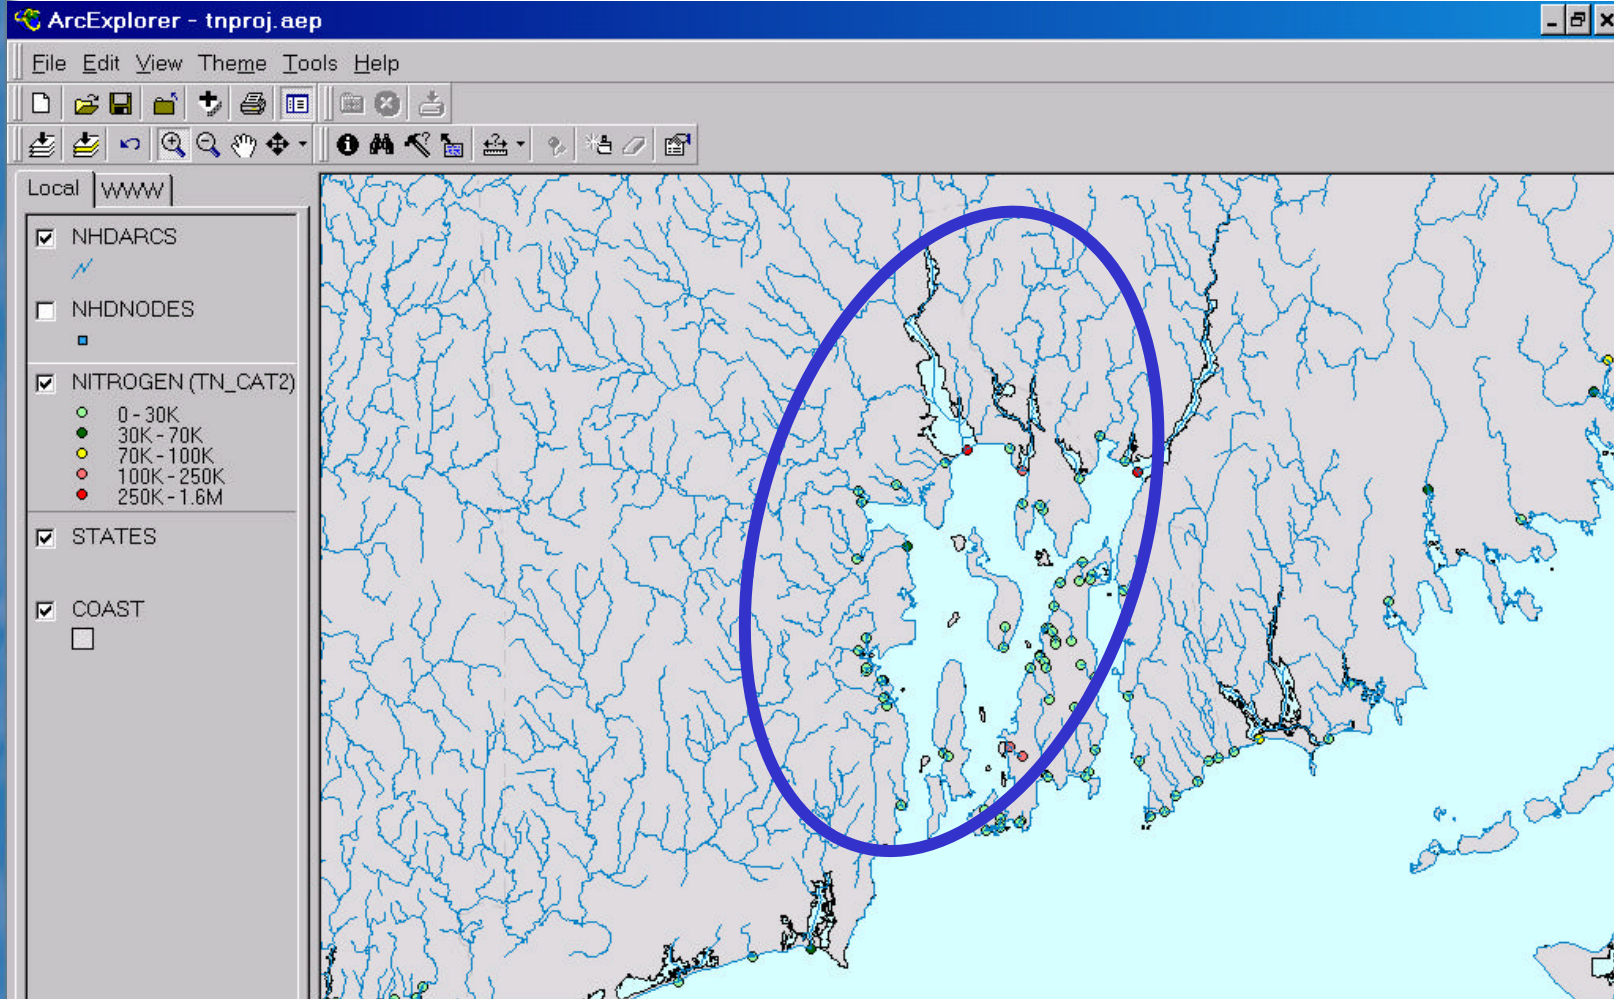 ArcExplorer - tnproj.aep
File Edit View Theme Tools Help
Local WWW
NHDARCS
NHDNODES
NITROGEN (TN_CAT2)
0 - 30K
30K - 70K
70K - 100K
100K - 250K
250K - 1.6M
STATES
COAST